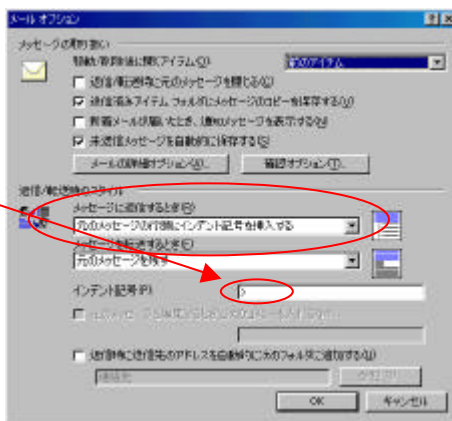 メール オプション
メッセージの取り扱い
移動/削除後に開くアイテム(O)
前のアイテム
返信/転送時に元のメッセージを閉じる(C)
送信済みアイテム フォルダにメッセージのコピーを保存する(V)
新着メールが届いたとき、通知メッセージを表示する(N)
未送信メッセージを自動的に保存する(S)
メールの詳細オプション(A)...
確認オプション(T)...
返信/転送時のスタイル
メッセージに返信するとき(R)
元のメッセージの行頭にインデント記号を挿入する
メッセージを転送するとき(F)
元のメッセージを残す
インデント記号(P)
>
返信時に返信先のアドレスを自動的に次のフォルダに追加する(U)
連絡先
OK
キャンセル